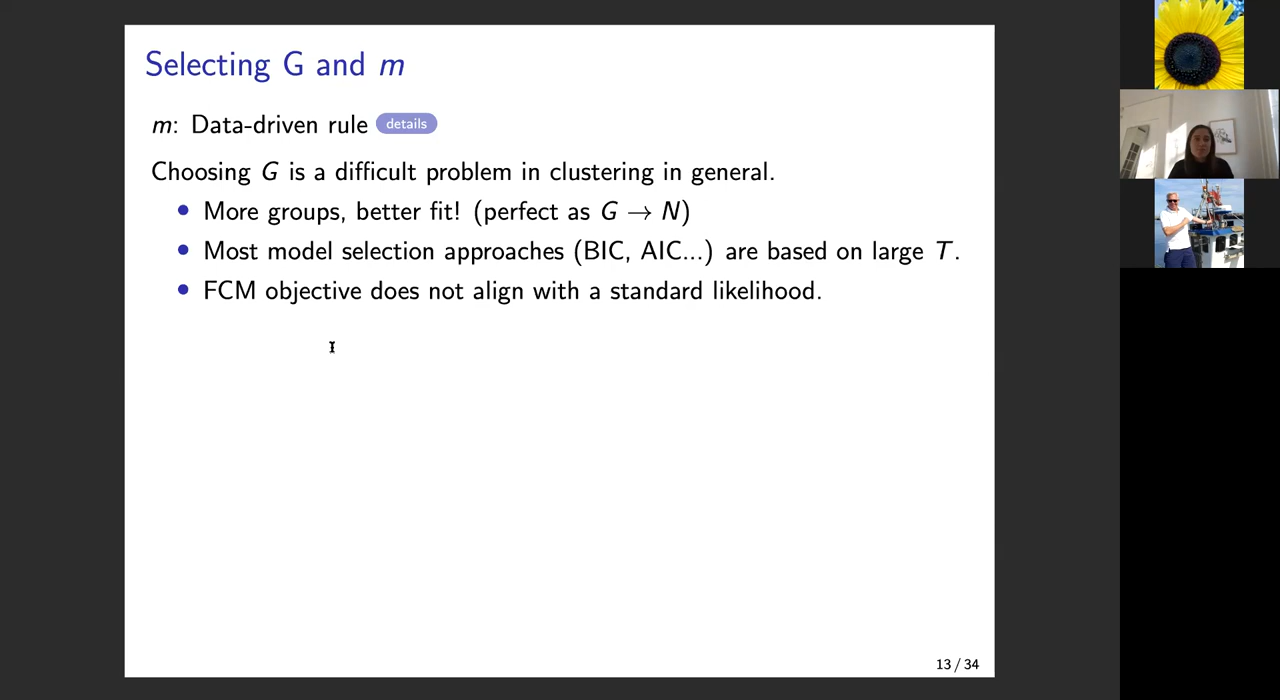 Selecting G and m
m: Data-driven rule details
Choosing G is a difficult problem in clustering in general.
• More groups, better fit! (perfect as G → N)
• Most model selection approaches (BIC, AIC...) are based on large T.
• FCM objective does not align with a standard likelihood.
13 / 34